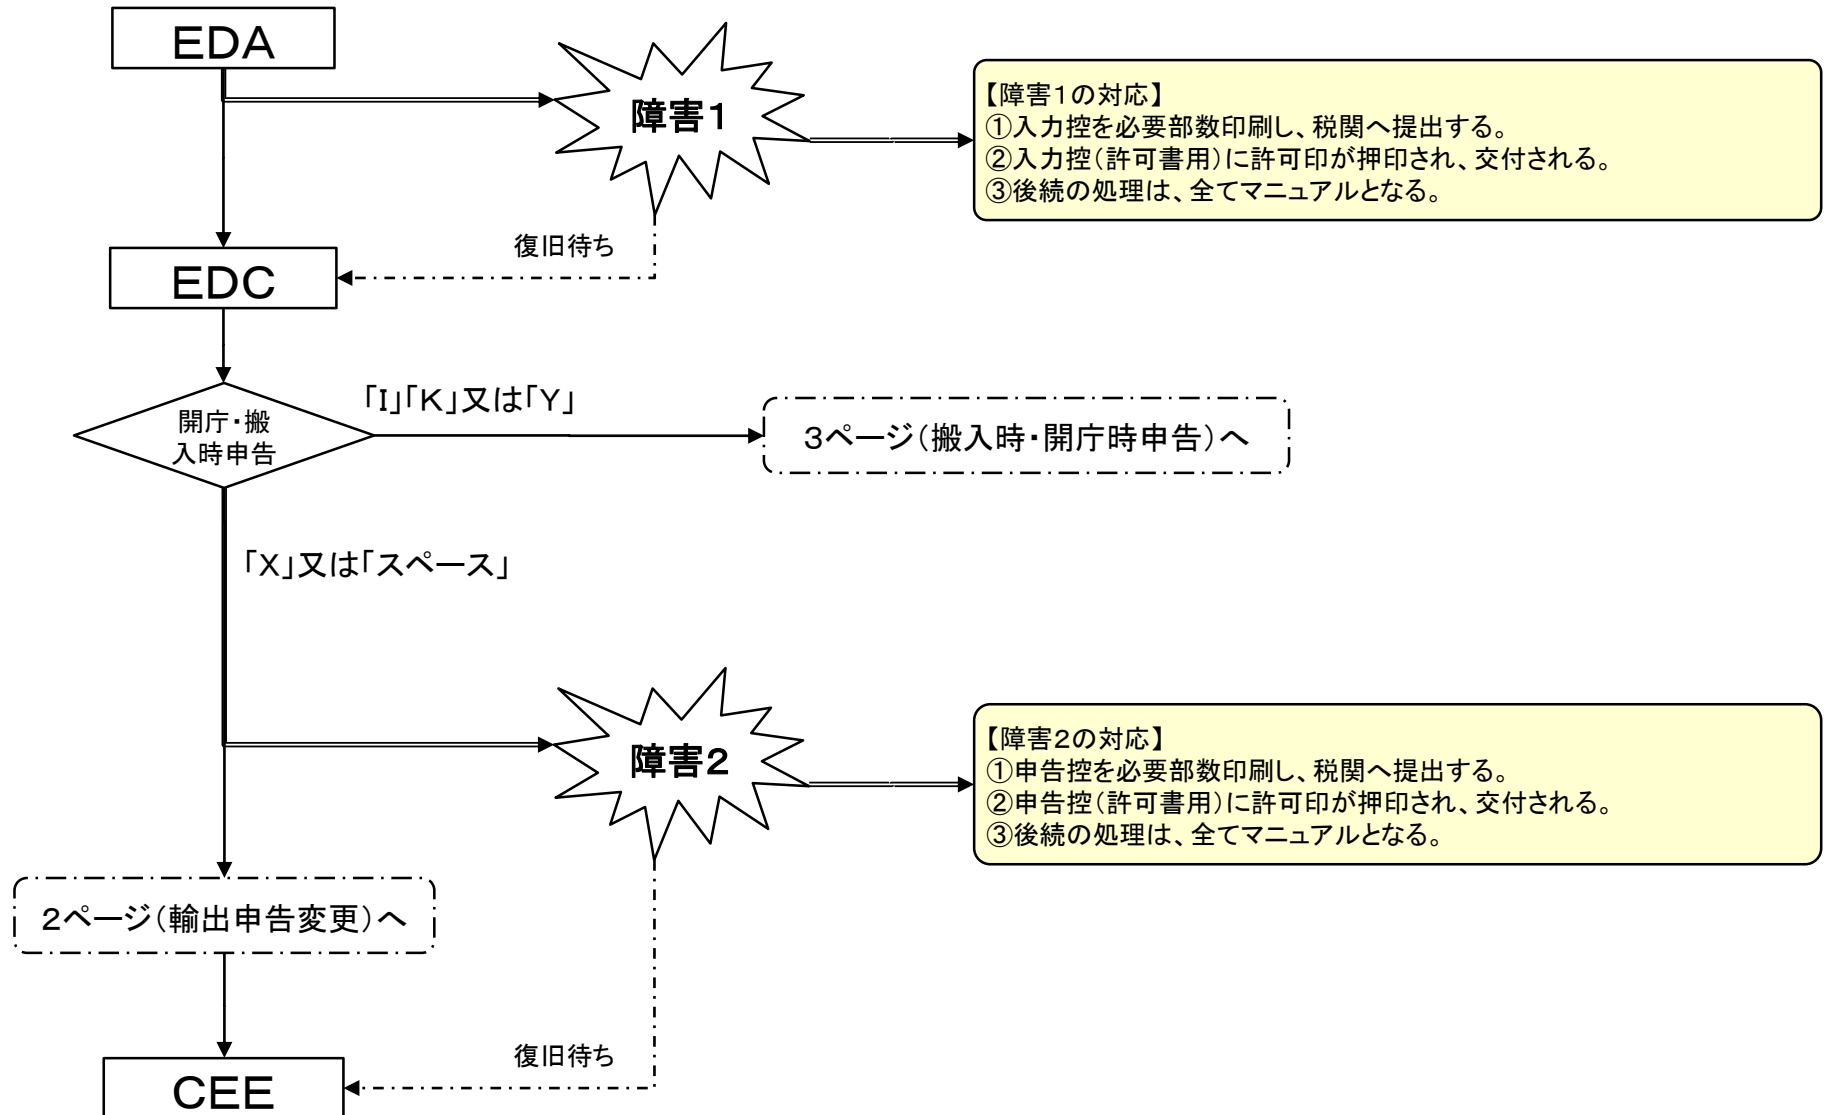 EDA
障害1
【障害1の対応】
①入力控を必要部数印刷し、税関へ提出する。
②入力控(許可書用)に許可印が押印され、交付される。
③後続の処理は、全てマニュアルとなる。
復旧待ち
EDC
開庁・搬
入時申告
「I」「K」又は「Y」
3ページ(搬入時・開庁時申告)へ
「X」又は「スペース」
障害2
【障害2の対応】
①申告控を必要部数印刷し、税関へ提出する。
②申告控(許可書用)に許可印が押印され、交付される。
③後続の処理は、全てマニュアルとなる。
2ページ(輸出申告変更)へ
復旧待ち
CEE